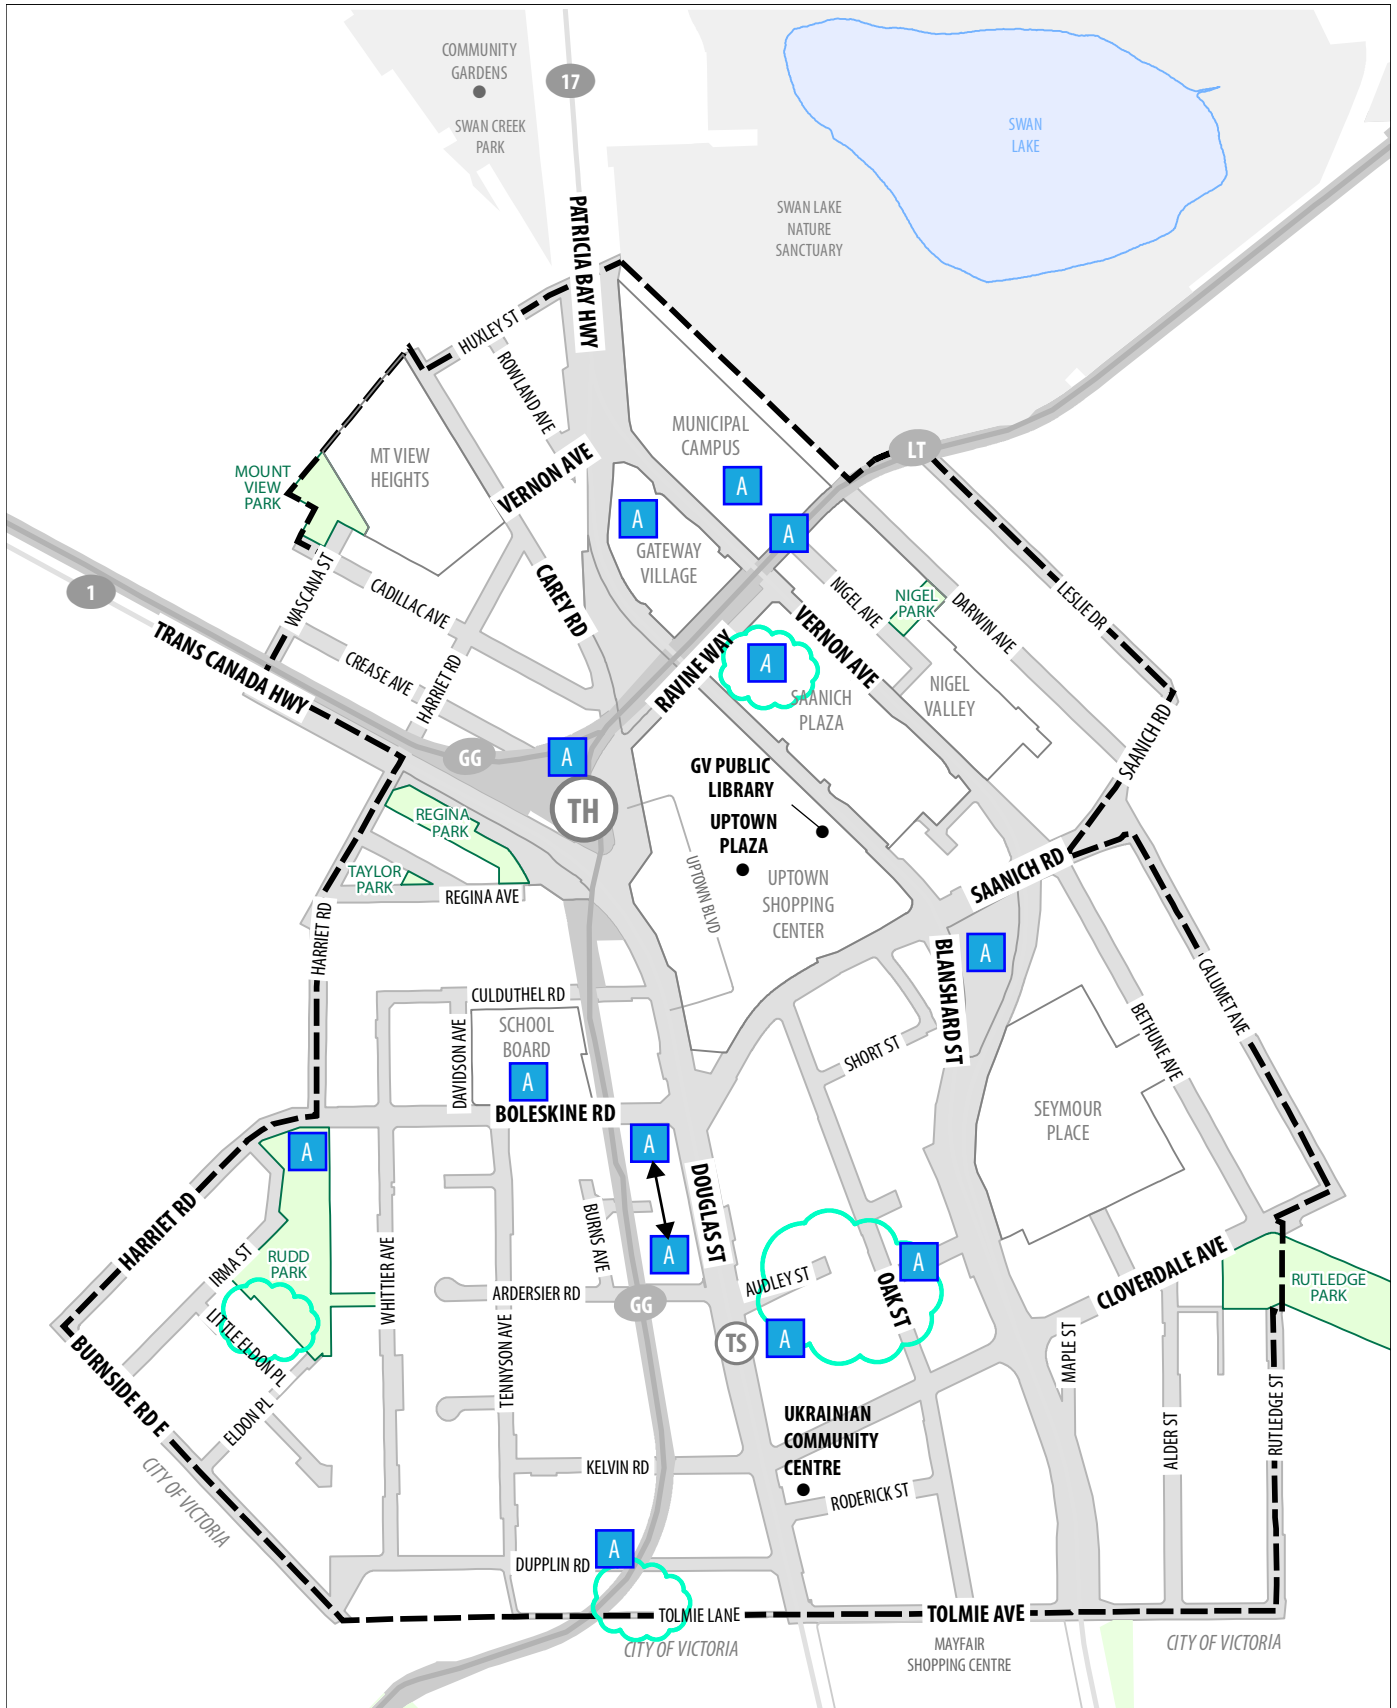 COMMUNITY
GARDENS
17
SWAN CREEK
PARK
SWAN
LAKE
PATRICIA BAY HWY
SWAN LAKE
NATURE
SANCTUARY
HUXLEY ST
ROWLAND AVE
MUNICIPAL
CAMPUS
MT VIEW
HEIGHTS
VERNON AVE
LT
MOUNT
VIEW
PARK
A
A
A
GATEWAY
VILLAGE
WASCANA ST
CADILLAC AVE
CAREY RD
1
NIGEL AVE
NIGEL
PARK
DARWIN AVE
LESLIE DR
TRANS CANADA HWY
CREASE AVE
HARRIET RD
RAVINE WAY
VERNON AVE
A
SAANICH
PLAZA
NIGEL
VALLEY
SAANICH RD
GG
A
TH
GV PUBLIC
LIBRARY
UPTOWN
PLAZA
REGINA
PARK
TAYLOR
PARK
REGINA AVE
UPTOWN BLVD
UPTOWN
SHOPPING
CENTER
SAANICH RD
HARRIET RD
BLANSHARD ST
A
CALUMET AVE
CULDUTHEL RD
DAVIDSON AVE
SCHOOL
BOARD
A
SHORT ST
BETHUNE AVE
BOLESKINE RD
SEYMOUR
PLACE
A
A
DOUGLAS ST
HARRIET RD
IRMA ST
RUDD
PARK
WHITTIER AVE
BURNS AVE
A
AUDLEY ST
OAK ST
A
CLOVERDALE AVE
RUTLEDGE
PARK
ARDERSIER RD
GG
LITTLE ELDON PL
BURNSIDE RD E
TS
A
TENNYSON AVE
MAPLE ST
ELDON PL
UKRAINIAN
COMMUNITY
CENTRE
ALDER ST
RUTLEDGE ST
CITY OF VICTORIA
KELVIN RD
RODERICK ST
A
DUPPLIN RD
TOLMIE LANE
TOLMIE AVE
CITY OF VICTORIA
MAYFAIR
SHOPPING CENTRE
CITY OF VICTORIA